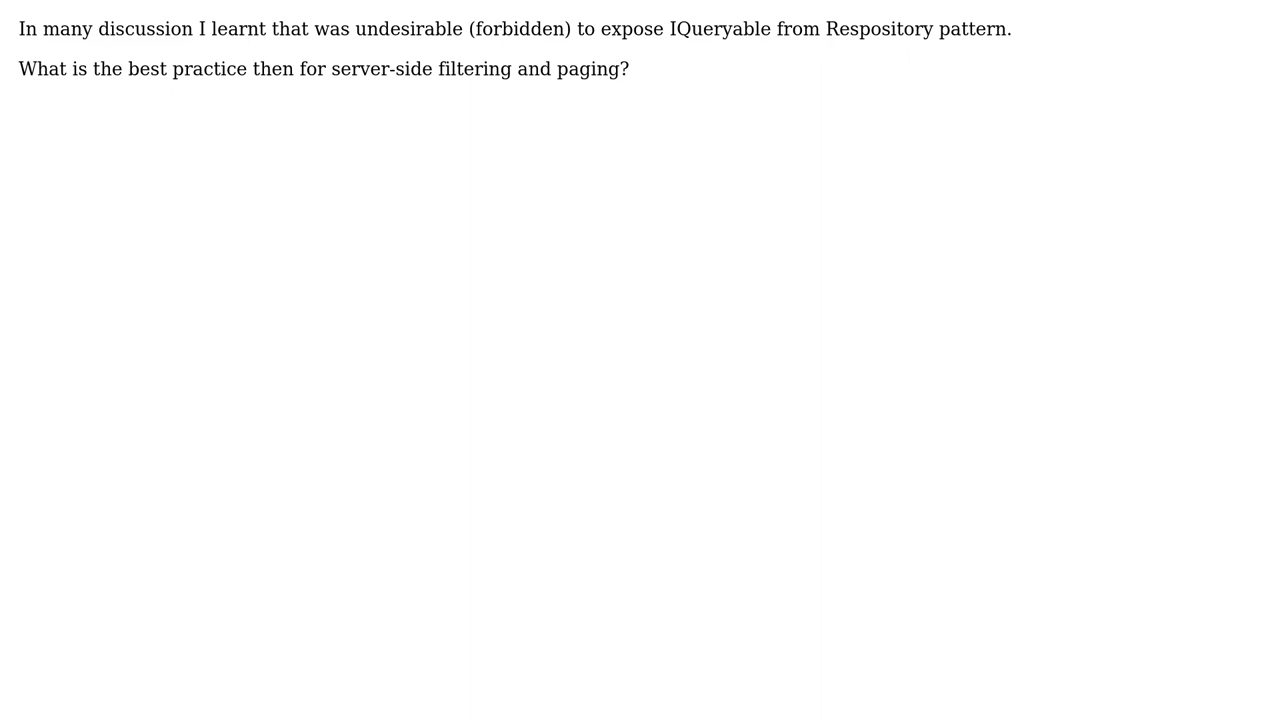 In many discussion I learnt that was undesirable (forbidden) to expose IQueryable from Respository pattern.
What is the best practice then for server-side filtering and paging?